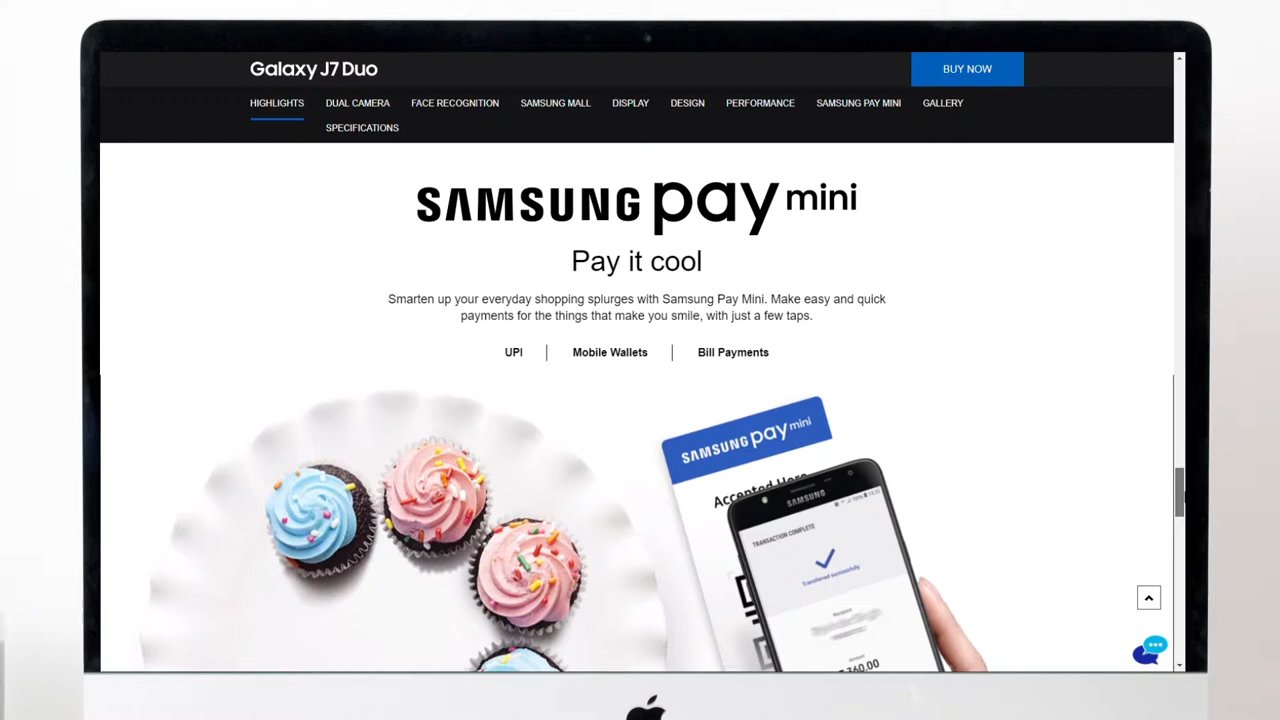 Galaxy J7 Duo
BUY NOW
HIGHLIGHTS DUAL CAMERA FACE RECOGNITION SAMSUNG MALL DISPLAY DESIGN PERFORMANCE SAMSUNG PAY MINI GALLERY
SPECIFICATIONS
SAMSUNG pay mini
Pay it cool
Smarten up your everyday shopping splurges with Samsung Pay Mini. Make easy and quick
payments for the things that make you smile, with just a few taps.
UPI
Mobile Wallets
Bill Payments
SAMSUNG pay mini
Accepted Here
SAMSUNG
TRANSACTION COMPLETE
Transferred successfully
Amount